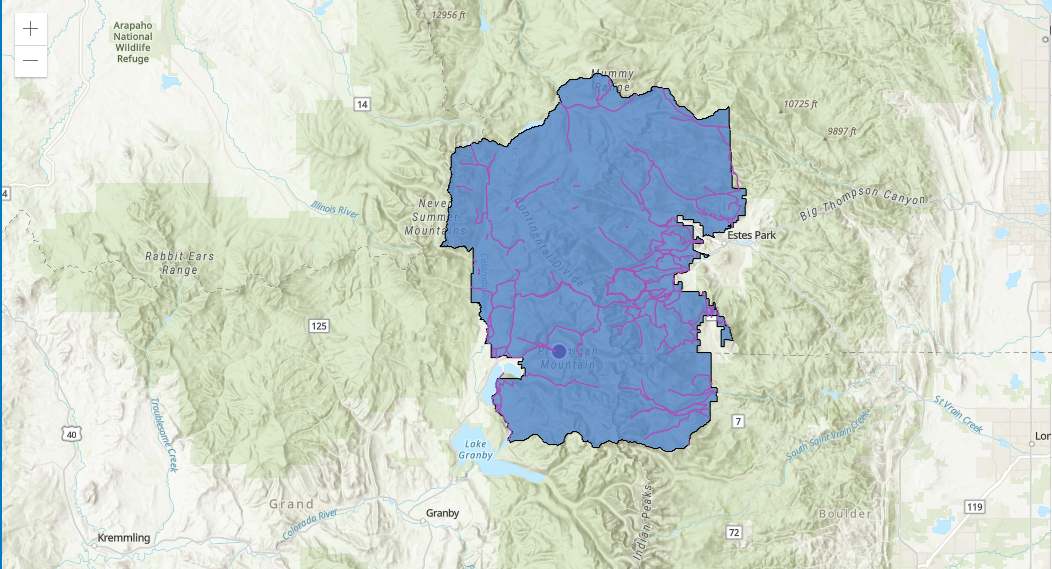 12956 ft
Arapaho
National
Wildlife
Refuge
Mummy
Range
14
10725 ft
9897 ft
4
Illinois River
Never
Summer
Mountains
Continental Divide
Big Thompson Canyon
Estes Park
Rabbit Ears
Range
125
Ptarmigan
Mountain
7
St Vrain Creek
South Saint Vrain Creek
40
Troublesome Creek
Lake
Granby
Lon
Grand
Colorado River
Granby
Indian Peaks
119
Boulder
72
Kremmling